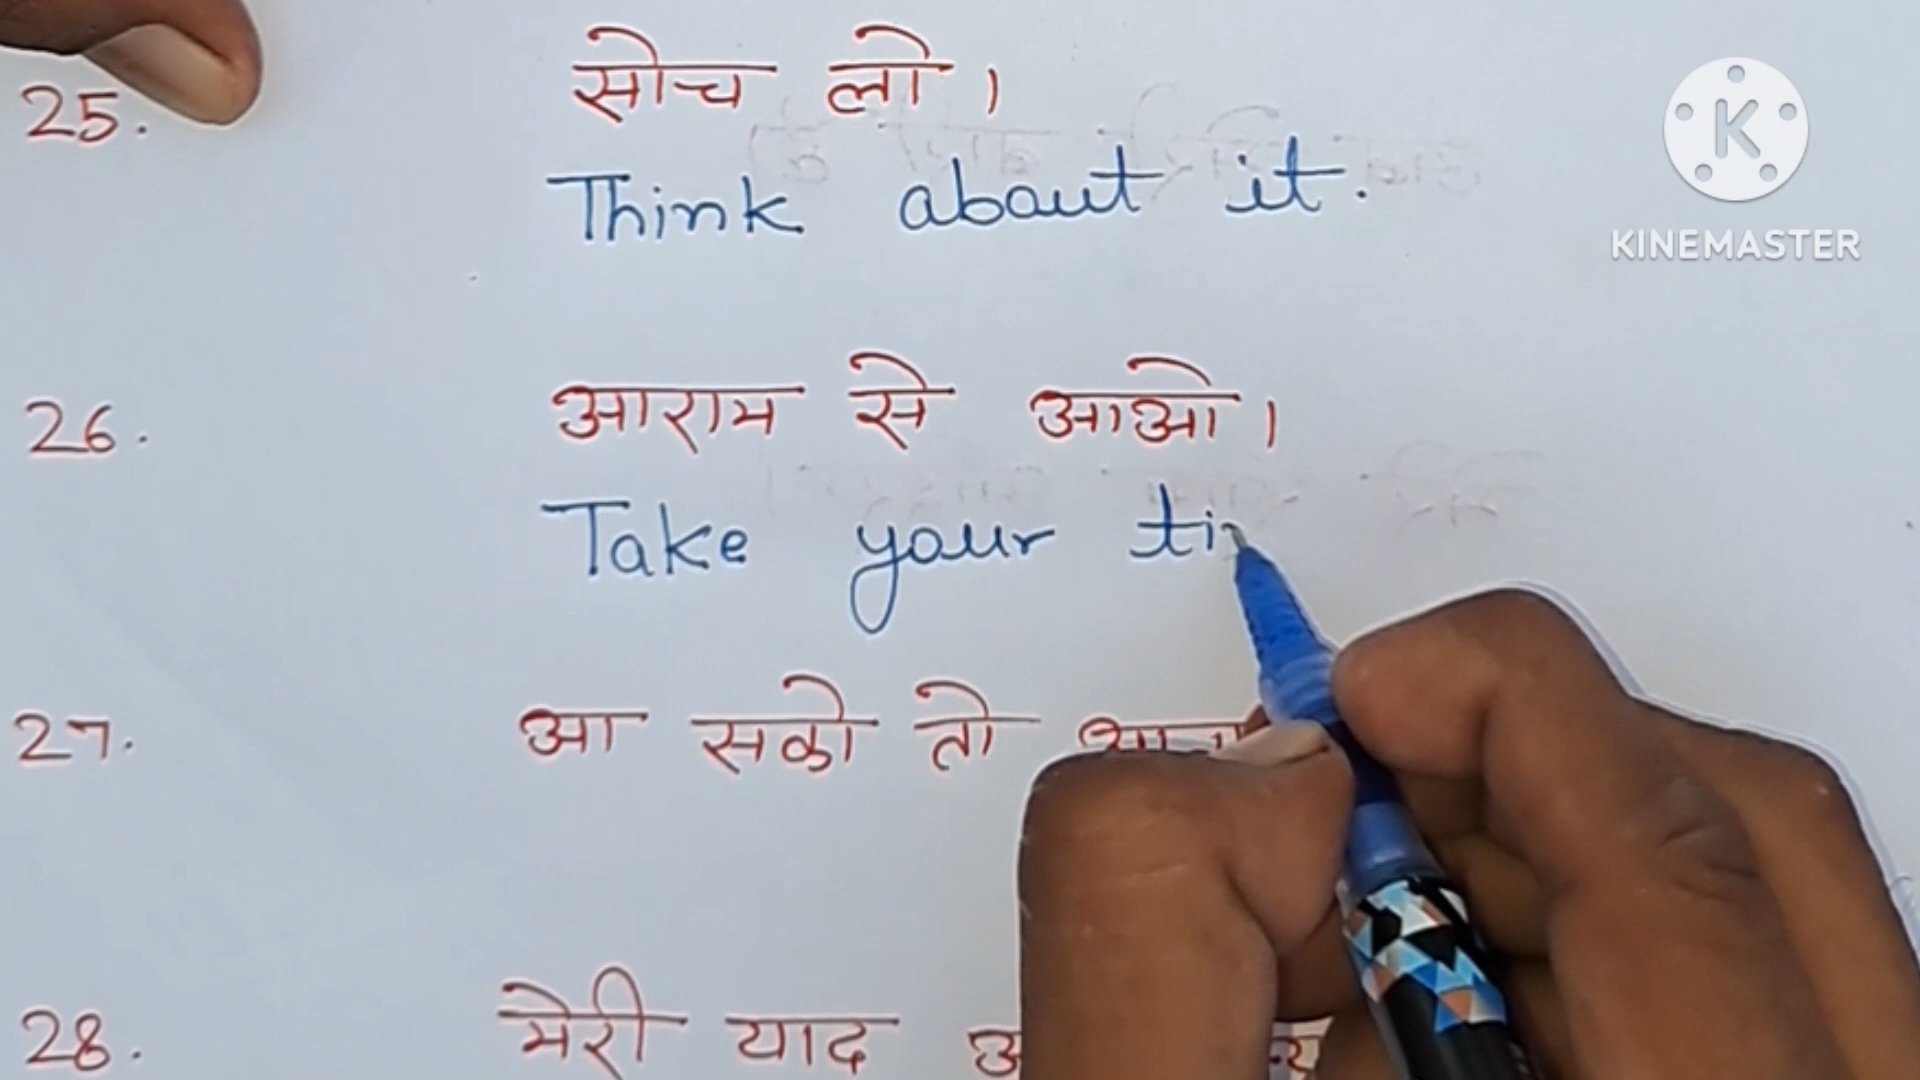 25. सोच लो।
Think about it.
KINEMASTER
26. आराम से आओ।
Take your ti
27. आ सको तो
28. मेरी याद